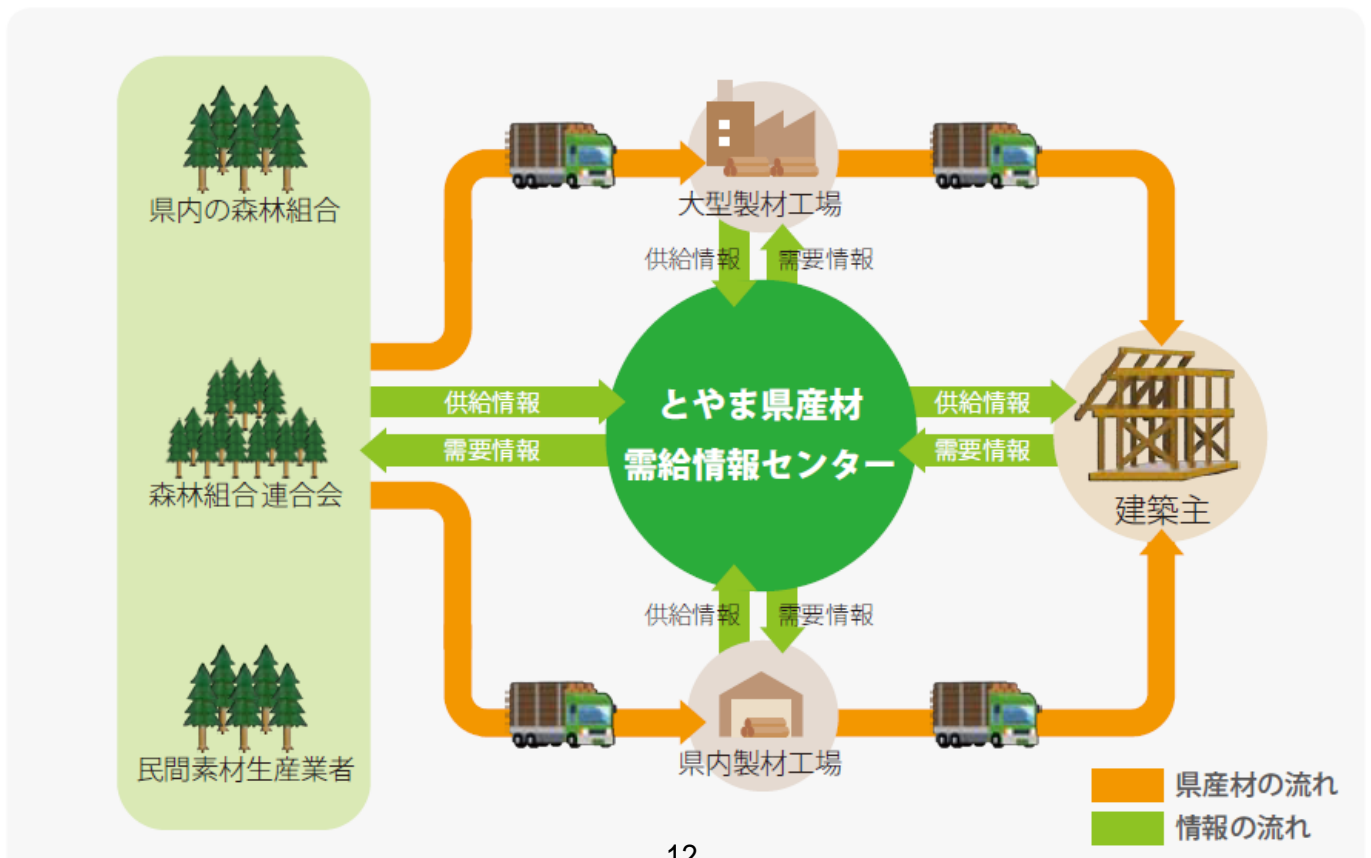 県内の森林組合
大型製材工場
供給情報
需要情報
供給情報
需要情報
とやま県産材
需給情報センター
供給情報
需要情報
森林組合連合会
建築主
供給情報
需要情報
民間素材生産業者
県内製材工場
県産材の流れ
情報の流れ
12